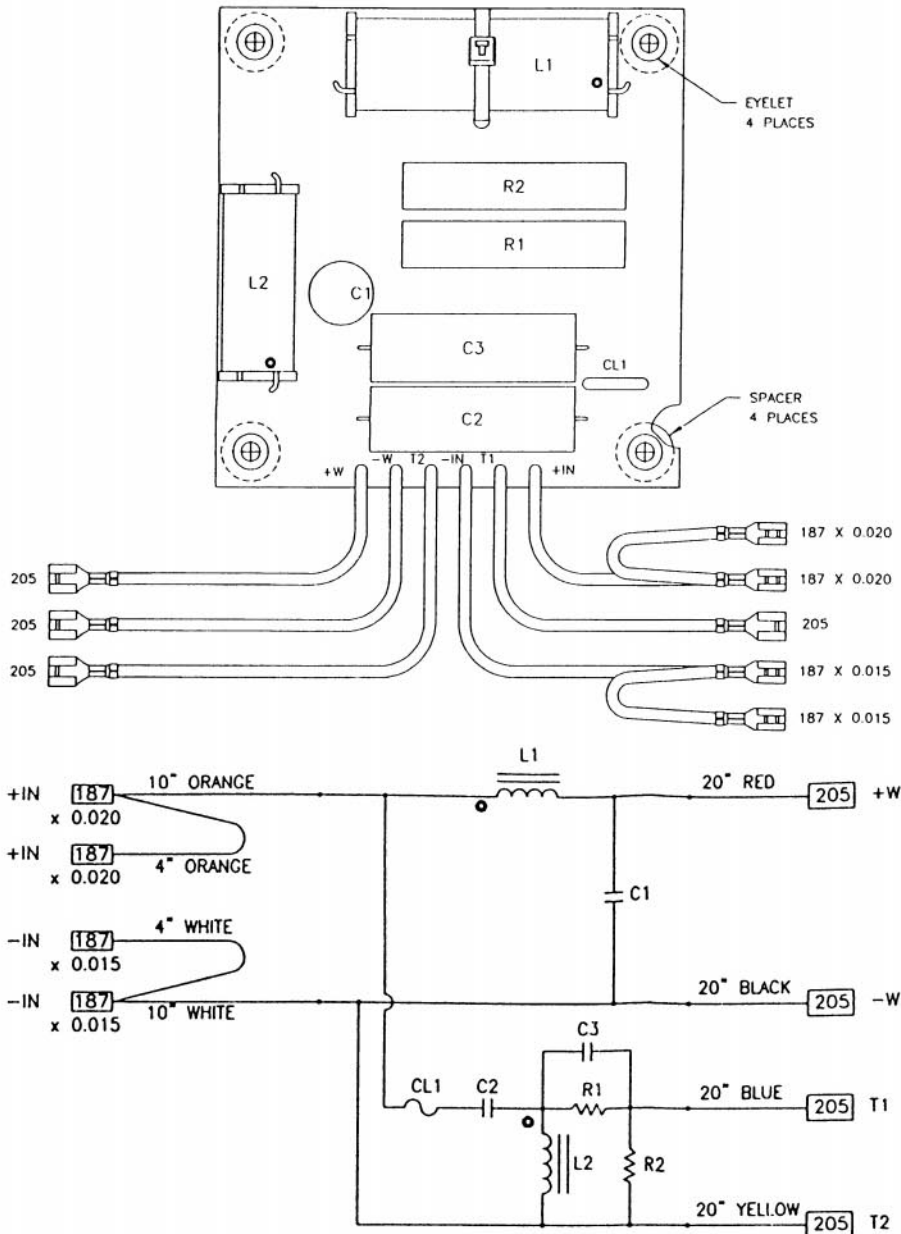 L1
EYELET
4 PLACES
R2
R1
L2
C1
C3
CL1
SPACER
4 PLACES
C2
+W
-W
T2
-IN
T1
+IN
187 X 0.020
205
187 X 0.020
205
205
205
187 X 0.015
187 X 0.015
L1
+IN
187
x 0.020
10" ORANGE
20" RED
205
+W
+IN
187
x 0.020
4" ORANGE
C1
-IN
187
x 0.015
4" WHITE
-IN
187
x 0.015
10" WHITE
20" BLACK
205
-W
C3
CL1
C2
R1
20" BLUE
205
T1
L2
R2
20" YELLOW
205
T2